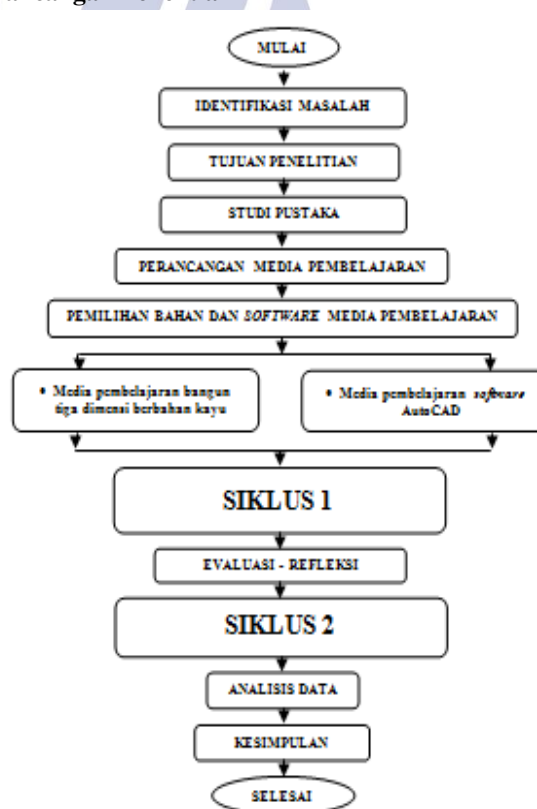 MULAI
IDENTIFIKASI MASALAH
TUJUAN PENELITIAN
STUDI PUSTAKA
PERANCANGAN MEDIA PEMBELAJARAN
PEMILIHAN BAHAN DAN SOFTWARE MEDIA PEMBELAJARAN
• Media pembelajaran bangun
tiga dimensi berbahan kayu
• Media pembelajaran software
AutoCAD
SIKLUS 1
EVALUASI - REFLEKSI
SIKLUS 2
ANALISIS DATA
KESIMPULAN
SELESAI